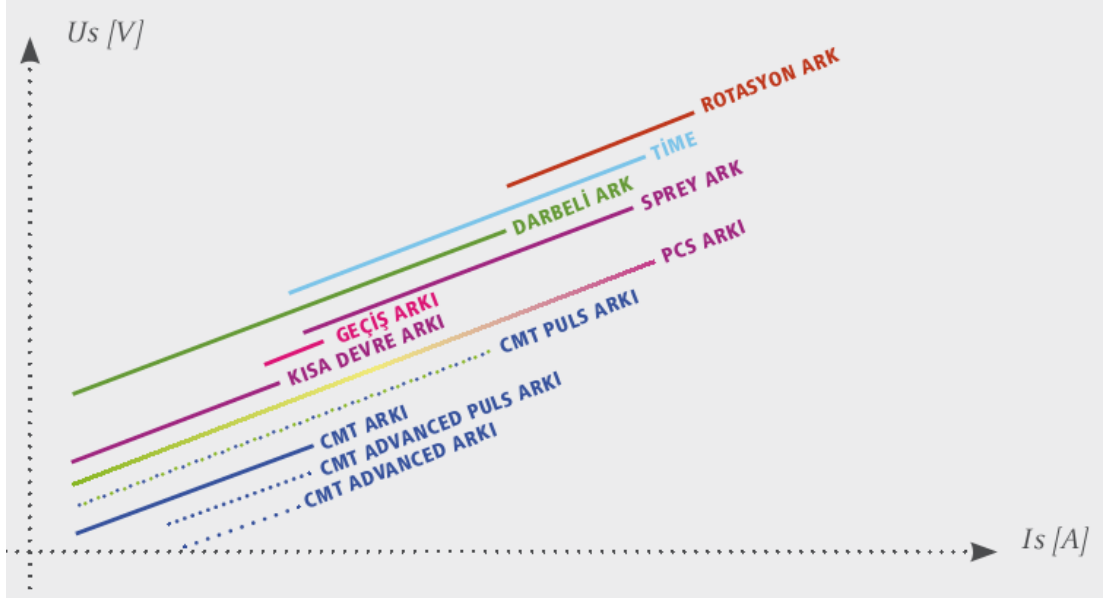 Us [V]
ROTASYON ARK
TİME
DARBELİ ARK
SPREY ARK
PCS ARKI
GEÇİŞ ARKI
KISA DEVRE ARKI
CMT PULS ARKI
CMT ARKI
CMT ADVANCED PULS ARKI
CMT ADVANCED ARKI
Is [A]